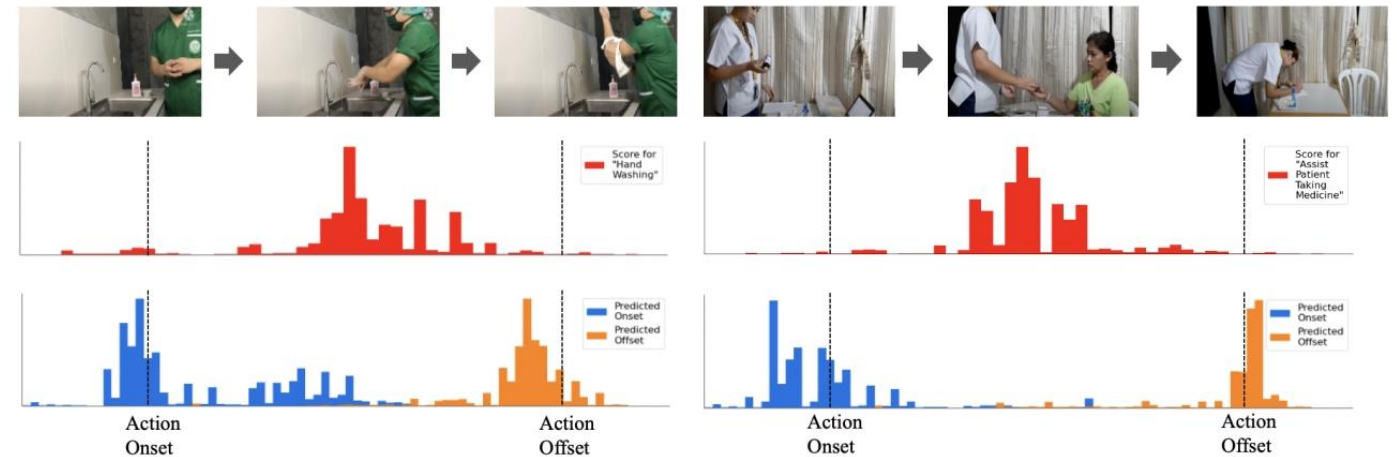 Score for
"Hand
Washing"
Score for
"Assist
Patient
Taking
Medicine"
Predicted
Onset
Predicted
Offset
Predicted
Onset
Predicted
Offset
Action
Onset
Action
Offset
Action
Onset
Action
Offset